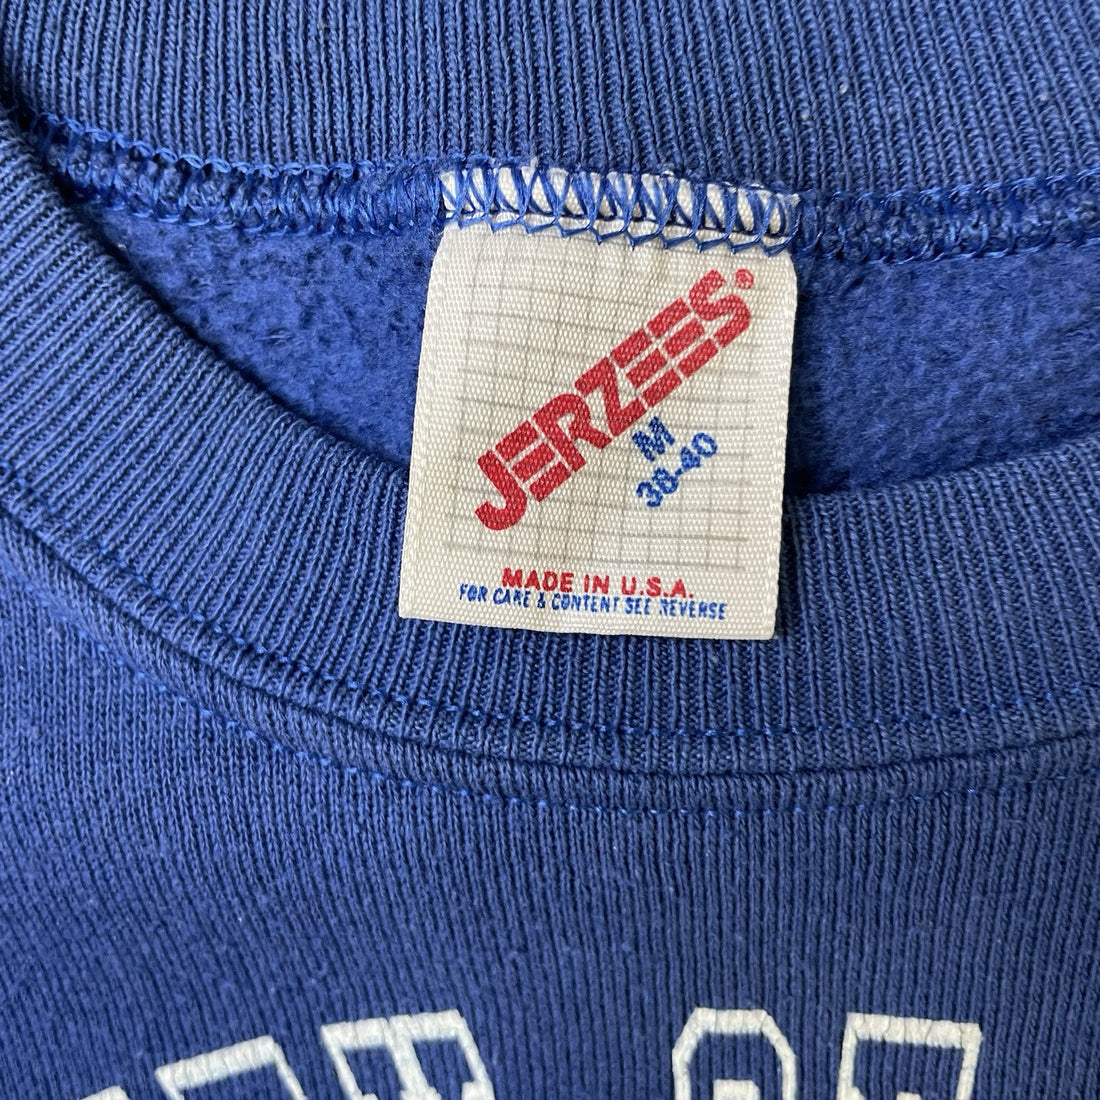 JERZEES®
M
38-40
MADE IN U.S.A.
FOR CARE & CONTENT SEE REVERSE